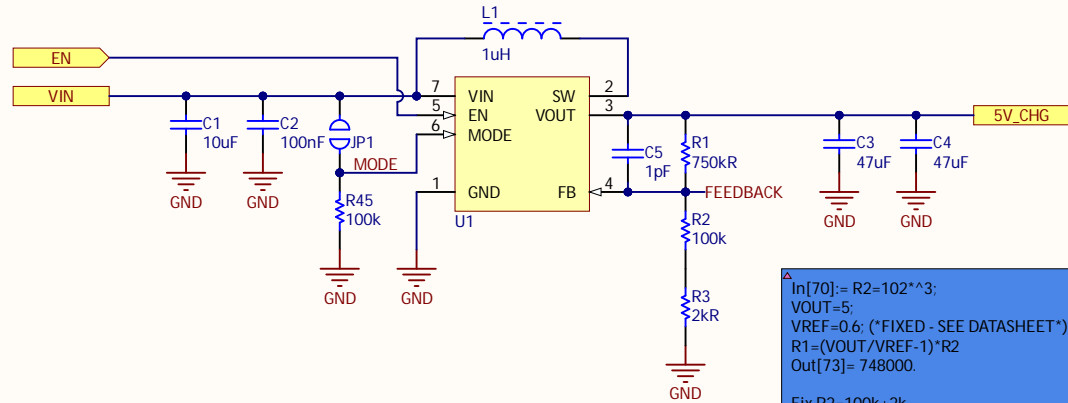 L1
1uH
EN
VIN
7
VIN
SW
2
5
EN
VOUT
3
6
MODE
5V_CHG
C1
10uF
C2
100nF
JP1
C5
1pF
R1
750kR
C3
47uF
C4
47uF
MODE
1
GND
FB
4
FEEDBACK
GND
GND
R45
100k
U1
R2
100k
GND
GND
GND
GND
R3
2kR
GND
In[70]:= R2=102*^3;
VOUT=5;
VREF=0.6; (*FIXED - SEE DATASHEET*)
R1=(VOUT/VREF-1)*R2
Out[73]= 748000.